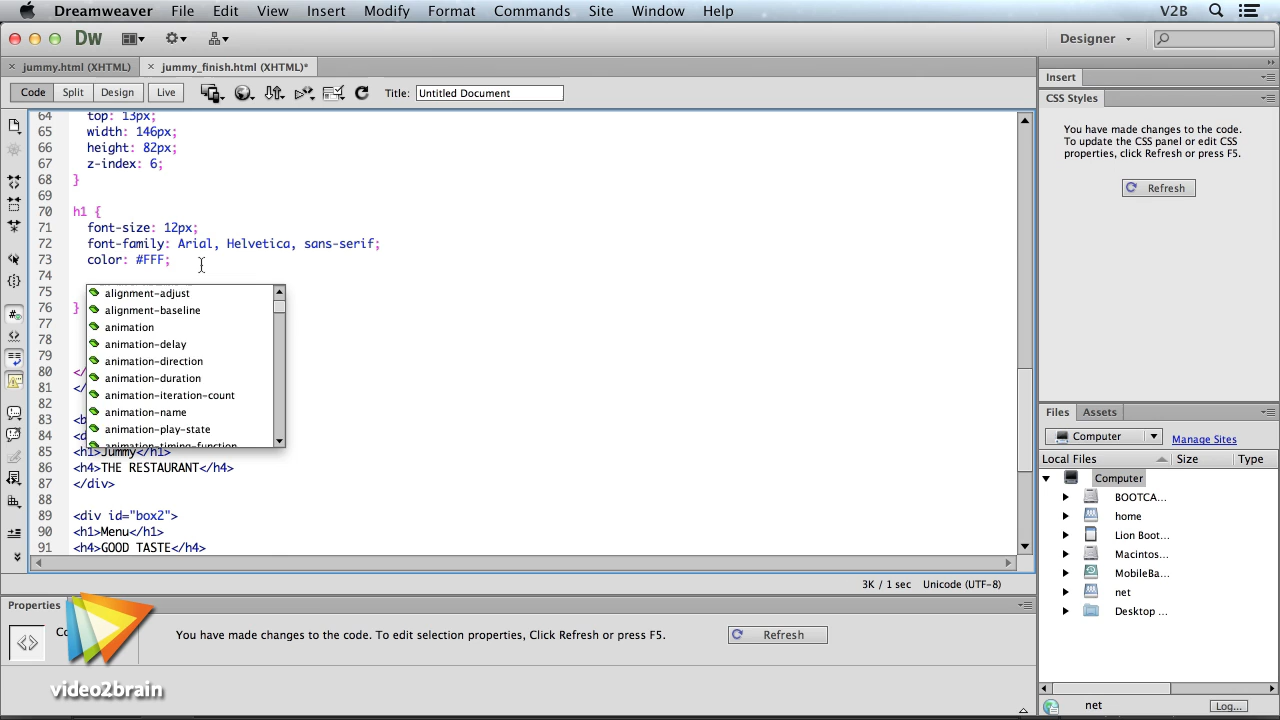 Dreamweaver File Edit View Insert Modify Format Commands Site Window Help V2B
Dw Designer
jummy.html (XHTML) jummy_finish.html (XHTML)*
Code Split Design Live Title: Untitled Document
64 top: 13px;
65 width: 146px;
66 height: 82px;
67 z-index: 6;
68 }
69
70 h1 {
71 font-size: 12px;
72 font-family: Arial, Helvetica, sans-serif;
73 color: #FFF;
74
75
76 }
77
78
79
80 </
81 </
82
83 <b
84 <d
85 <h1>Jummy</h1>
86 <h4>THE RESTAURANT</h4>
87 </div>
88
89 <div id="box2">
90 <h1>Menu</h1>
91 <h4>GOOD TASTE</h4>
alignment-adjust
alignment-baseline
animation
animation-delay
animation-direction
animation-duration
animation-iteration-count
animation-name
animation-play-state
animation-timing-function
3K / 1 sec Unicode (UTF-8)
Properties
Co
You have made changes to the code. To edit selection properties, Click Refresh or press F5.
Refresh
video2brain
Insert
CSS Styles
You have made changes to the code.
To update the CSS panel or edit CSS
properties, click Refresh or press F5.
Refresh
Files Assets
Computer Manage Sites
Local Files Size Type
Computer
BOOTCA...
home
Lion Boot...
Macintos...
MobileBa...
net
Desktop ...
net Log...